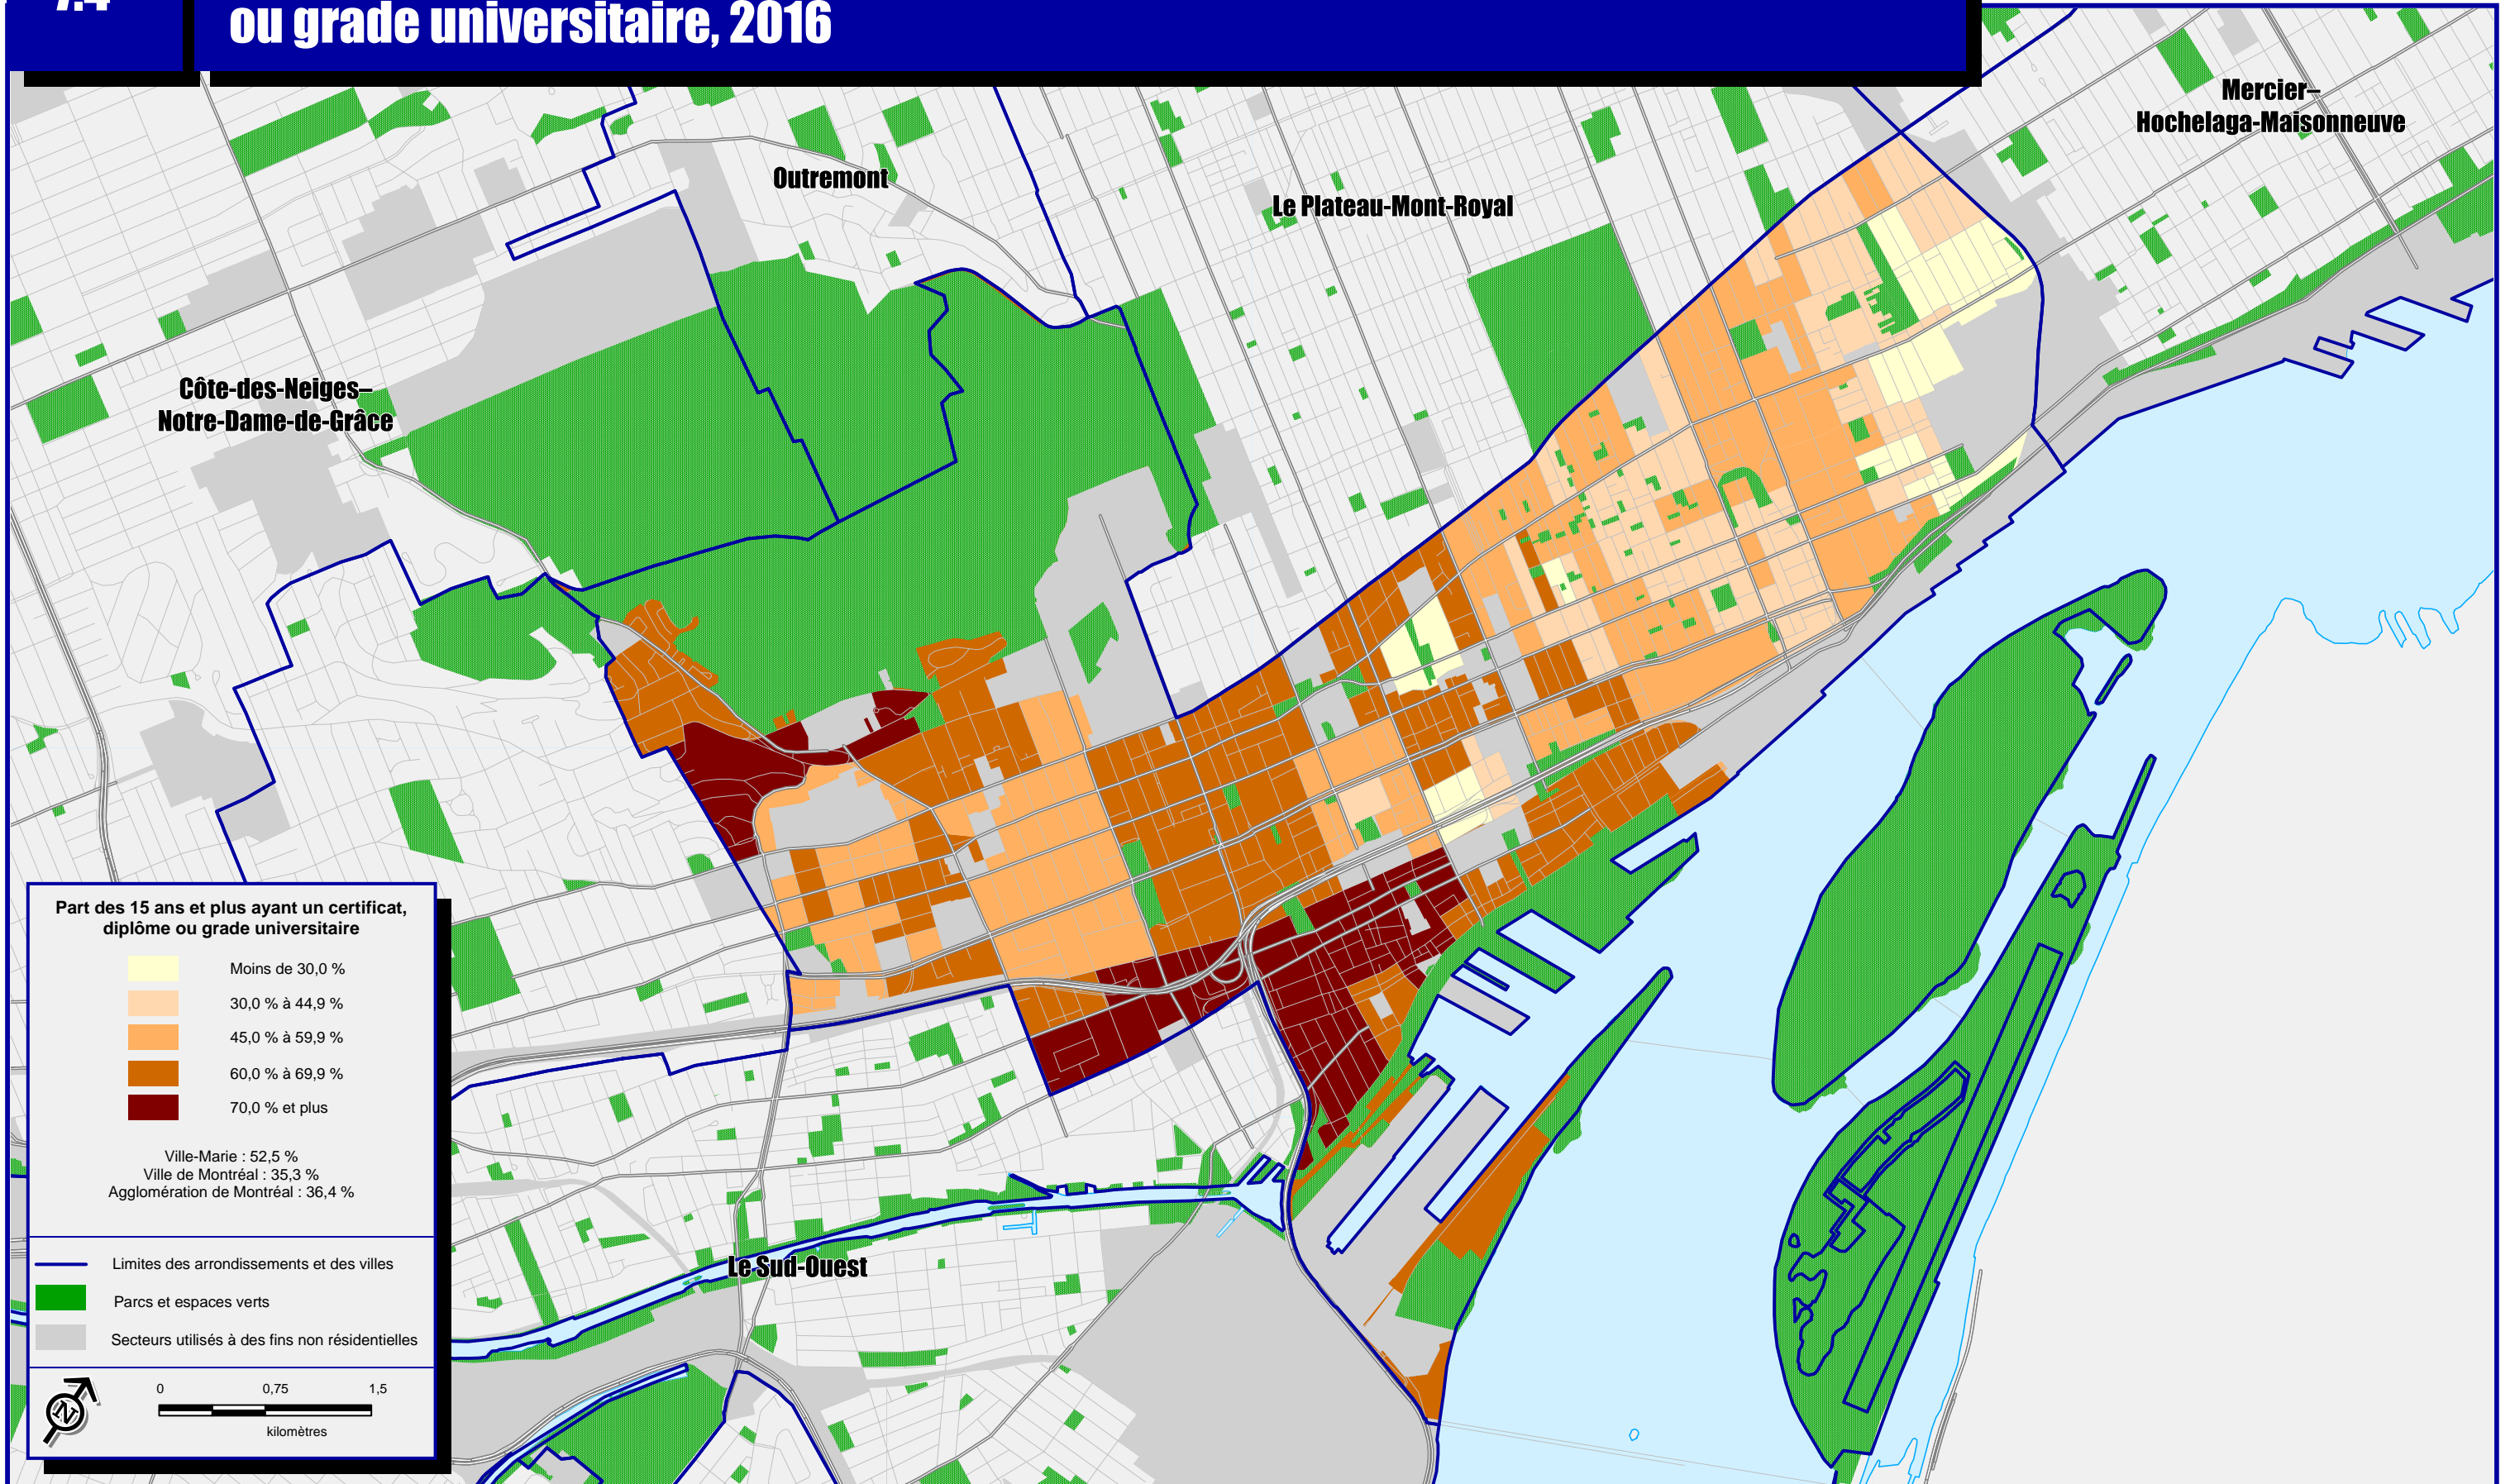 7.4
ou grade universitaire, 2016
Mercier–
Hochelaga-Maisonneuve
Outremont
Le Plateau-Mont-Royal
Côte-des-Neiges–
Notre-Dame-de-Grâce
Le Sud-Ouest
Part des 15 ans et plus ayant un certificat,
diplôme ou grade universitaire
Moins de 30,0 %
30,0 % à 44,9 %
45,0 % à 59,9 %
60,0 % à 69,9 %
70,0 % et plus
Ville-Marie : 52,5 %
Ville de Montréal : 35,3 %
Agglomération de Montréal : 36,4 %
Limites des arrondissements et des villes
Parcs et espaces verts
Secteurs utilisés à des fins non résidentielles
N
0 0,75 1,5
kilomètres